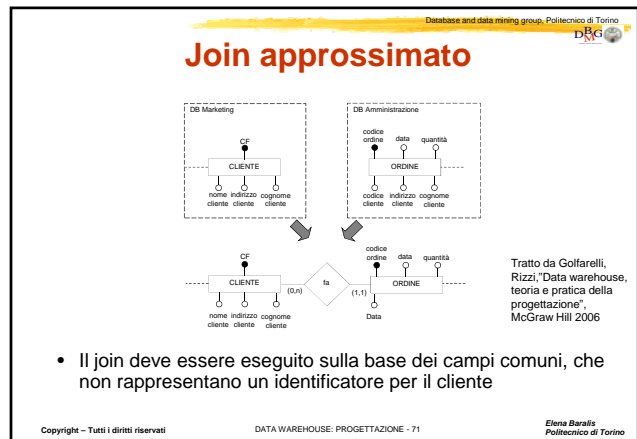 Database and data mining group, Politecnico di Torino
DBMG
Join approssimato
DB Marketing
CF
CLIENTE
nome cliente
indirizzo cliente
cognome cliente
DB Amministrazione
codice ordine
data
quantità
ORDINE
codice cliente
indirizzo cliente
cognome cliente
CF
CLIENTE
nome cliente
indirizzo cliente
cognome cliente
(0,n)
fa
(1,1)
codice ordine
data
quantità
ORDINE
Data
Tratto da Golfarelli,
Rizzi,"Data warehouse,
teoria e pratica della
progettazione",
McGraw Hill 2006
• Il join deve essere eseguito sulla base dei campi comuni, che
non rappresentano un identificatore per il cliente
Copyright – Tutti i diritti riservati
DATA WAREHOUSE: PROGETTAZIONE - 71
Elena Baralis
Politecnico di Torino